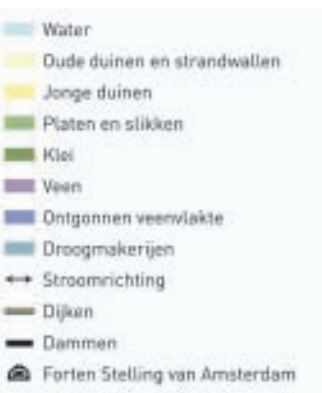 Water
Oude duinen en strandwallen
Jonge duinen
Platen en slikken
Klei
Veen
Ontgonnen veenvlakte
Droogmakerijen
Stroomrichting
Dijken
Dammen
Forten Stelling van Amsterdam